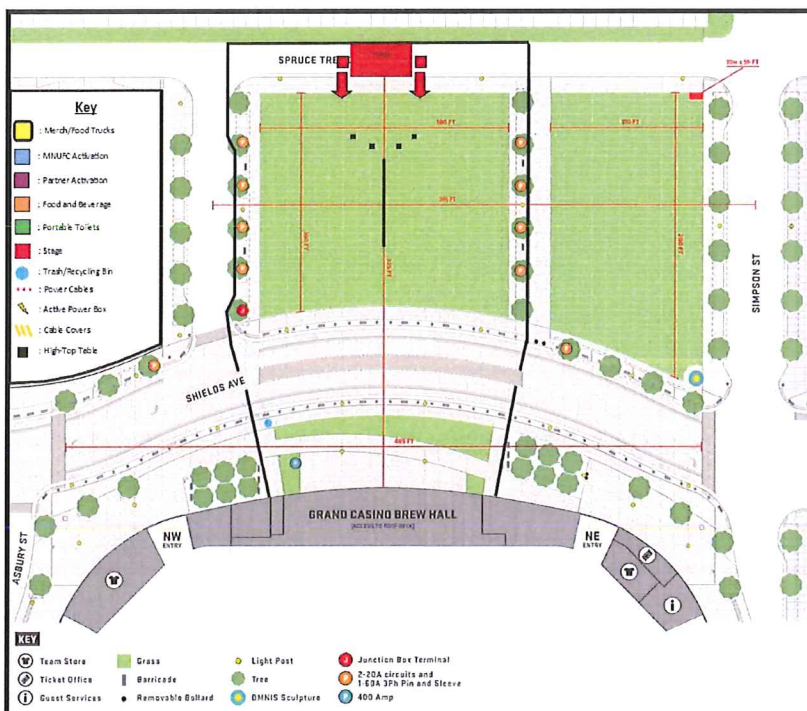 SPRUCE TRE
Key
: Merch/Food Trucks
: MNUFC Activation
: Partner Activation
: Food and Beverage
: Portable Toilets
: Stage
: Trash/Recycling Bin
: Power Cables
: Active Power Box
: Cable Covers
: High-Top Table
SIMPSON ST
SHIELDS AVE
ASBURY ST
GRAND CASINO BREW HALL
NW
ENTRY
NE
ENTRY
KEY
Team Store
Ticket Office
Guest Services
Grass
Barricade
Removable Bollard
Light Post
Tree
OMNIS Sculpture
J Junction Box Terminal
P 2-20A circuits and
1-60A 3Ph Pin and Sleeve
P 400 Amp